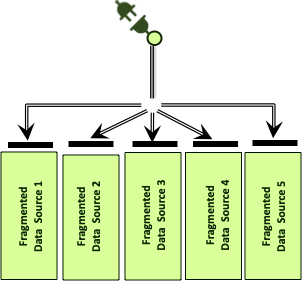 Fragmented
Data Source 1
Fragmented
Data Source 2
Fragmented
Data Source 3
Fragmented
Data Source 4
Fragmented
Data Source 5